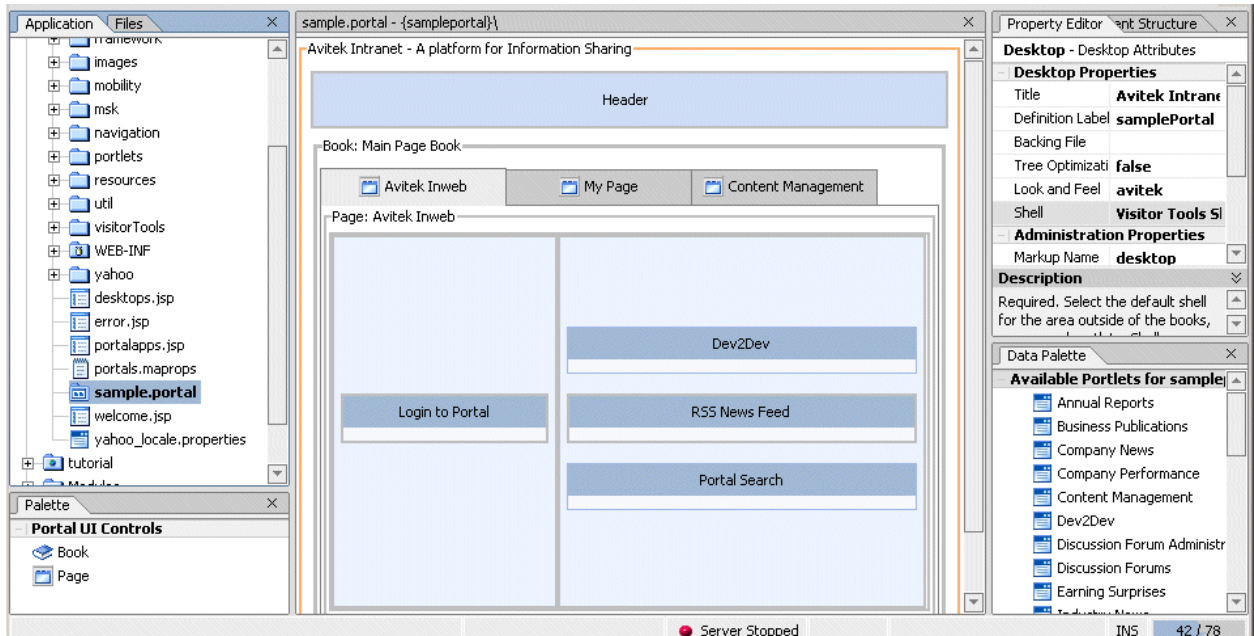 Application Files
framework
images
mobility
msk
navigation
portlets
resources
util
visitorTools
WEB-INF
yahoo
desktops.jsp
error.jsp
portalapps.jsp
portals.maprops
sample.portal
welcome.jsp
yahoo_locale.properties
tutorial
Modules
Palette
Portal UI Controls
Book
Page
sample.portal - {sampleportal}\
Avitek Intranet - A platform for Information Sharing
Header
Book: Main Page Book
Avitek Inweb My Page Content Management
Page: Avitek Inweb
Login to Portal
Dev2Dev
RSS News Feed
Portal Search
Property Editor ent Structure
Desktop - Desktop Attributes
Desktop Properties
Title Avitek Intrane
Definition Label samplePortal
Backing File
Tree Optimizati false
Look and Feel avitek
Shell Visitor Tools Sl
Administration Properties
Markup Name desktop
Description
Required. Select the default shell
for the area outside of the books,
Data Palette
Available Portlets for sample
Annual Reports
Business Publications
Company News
Company Performance
Content Management
Dev2Dev
Discussion Forum Administr
Discussion Forums
Earning Surprises
Industry News
Server Stopped INS 42 / 78